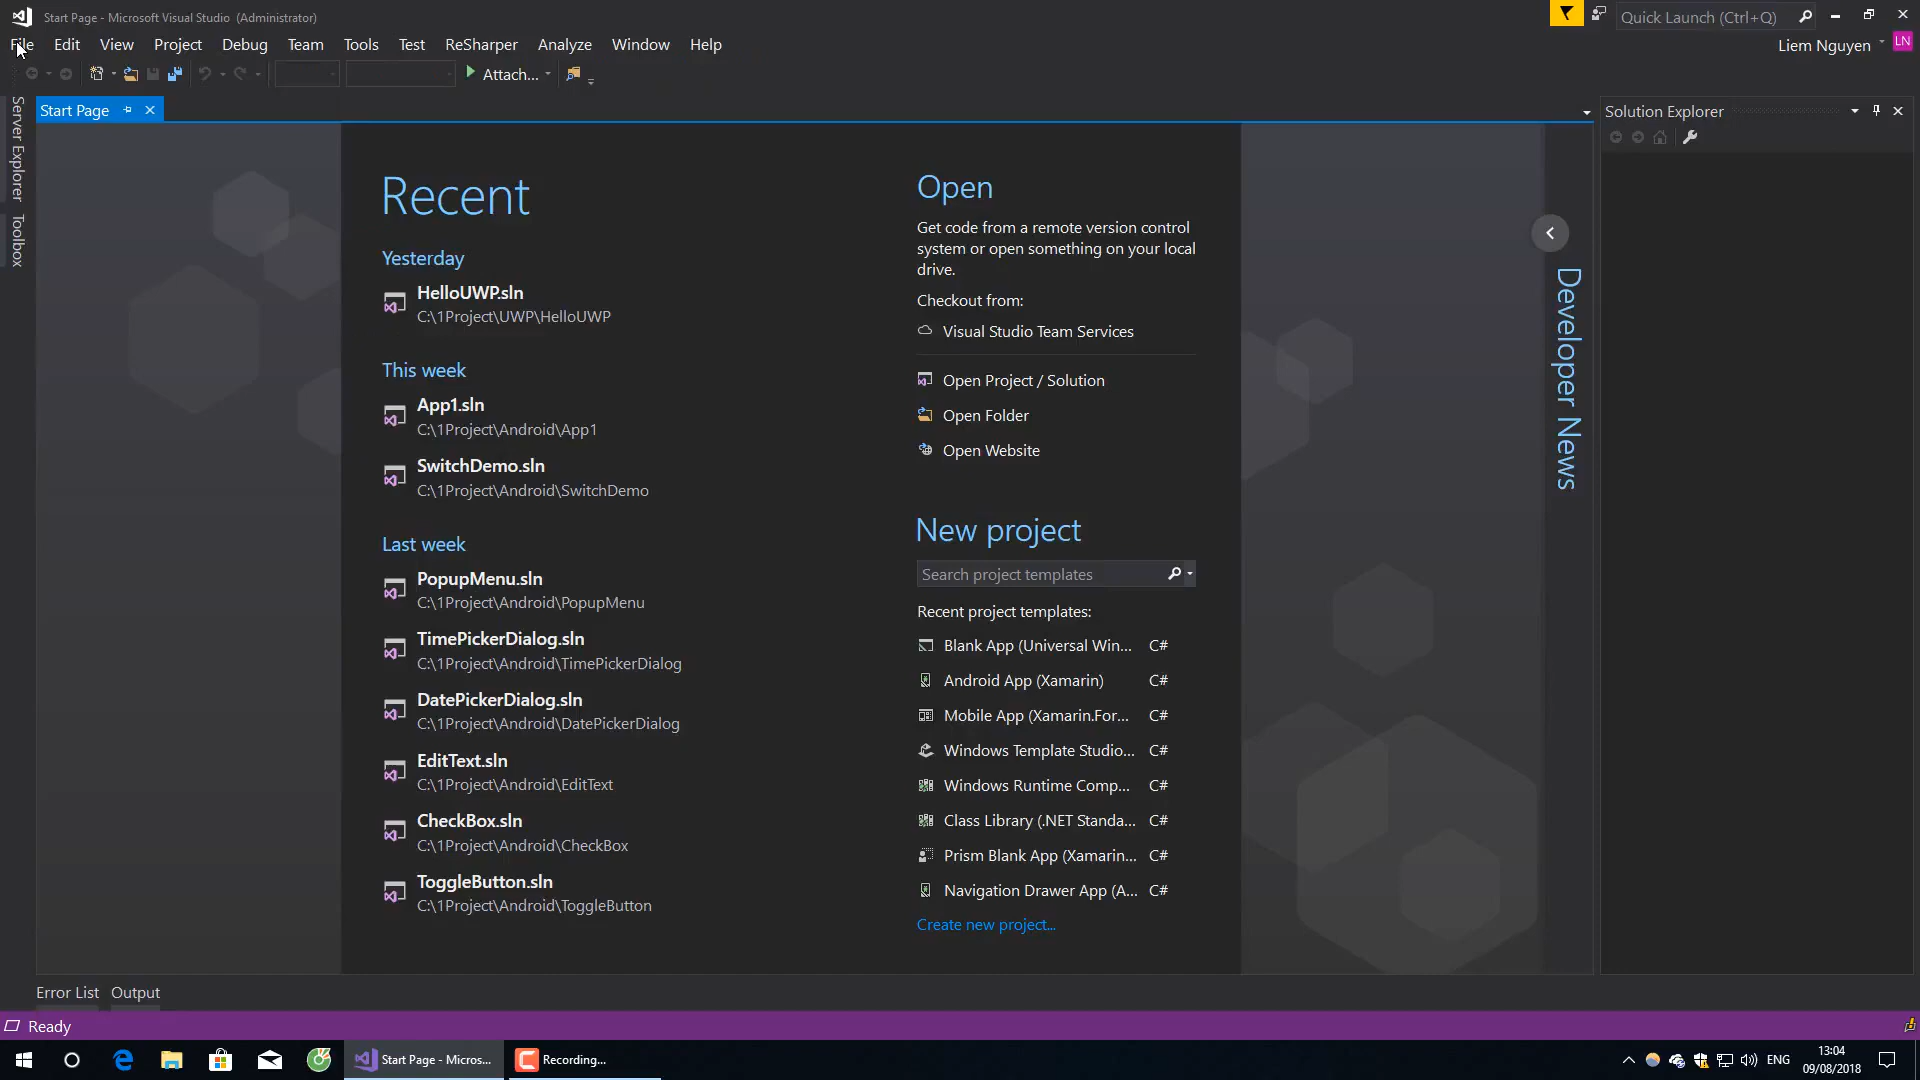 Start Page - Microsoft Visual Studio (Administrator)
Quick Launch (Ctrl+Q)
File Edit View Project Debug Team Tools Test ReSharper Analyze Window Help
Liem Nguyen LN
Attach...
Server Explorer
Toolbox
Start Page
Solution Explorer
Recent
Yesterday
HelloUWP.sln
C:\1Project\UWP\HelloUWP
This week
App1.sln
C:\1Project\Android\App1
SwitchDemo.sln
C:\1Project\Android\SwitchDemo
Last week
PopupMenu.sln
C:\1Project\Android\PopupMenu
TimePickerDialog.sln
C:\1Project\Android\TimePickerDialog
DatePickerDialog.sln
C:\1Project\Android\DatePickerDialog
EditText.sln
C:\1Project\Android\EditText
CheckBox.sln
C:\1Project\Android\CheckBox
ToggleButton.sln
C:\1Project\Android\ToggleButton
Open
Get code from a remote version control
system or open something on your local
drive.
Checkout from:
Visual Studio Team Services
Open Project / Solution
Open Folder
Open Website
New project
Search project templates
Recent project templates:
Blank App (Universal Win... C#
Android App (Xamarin) C#
Mobile App (Xamarin.For... C#
Windows Template Studio... C#
Windows Runtime Comp... C#
Class Library (.NET Standa... C#
Prism Blank App (Xamarin... C#
Navigation Drawer App (A... C#
Create new project...
Developer News
Error List Output
Ready
Start Page - Micros...
Recording...
ENG
13:04
09/08/2018